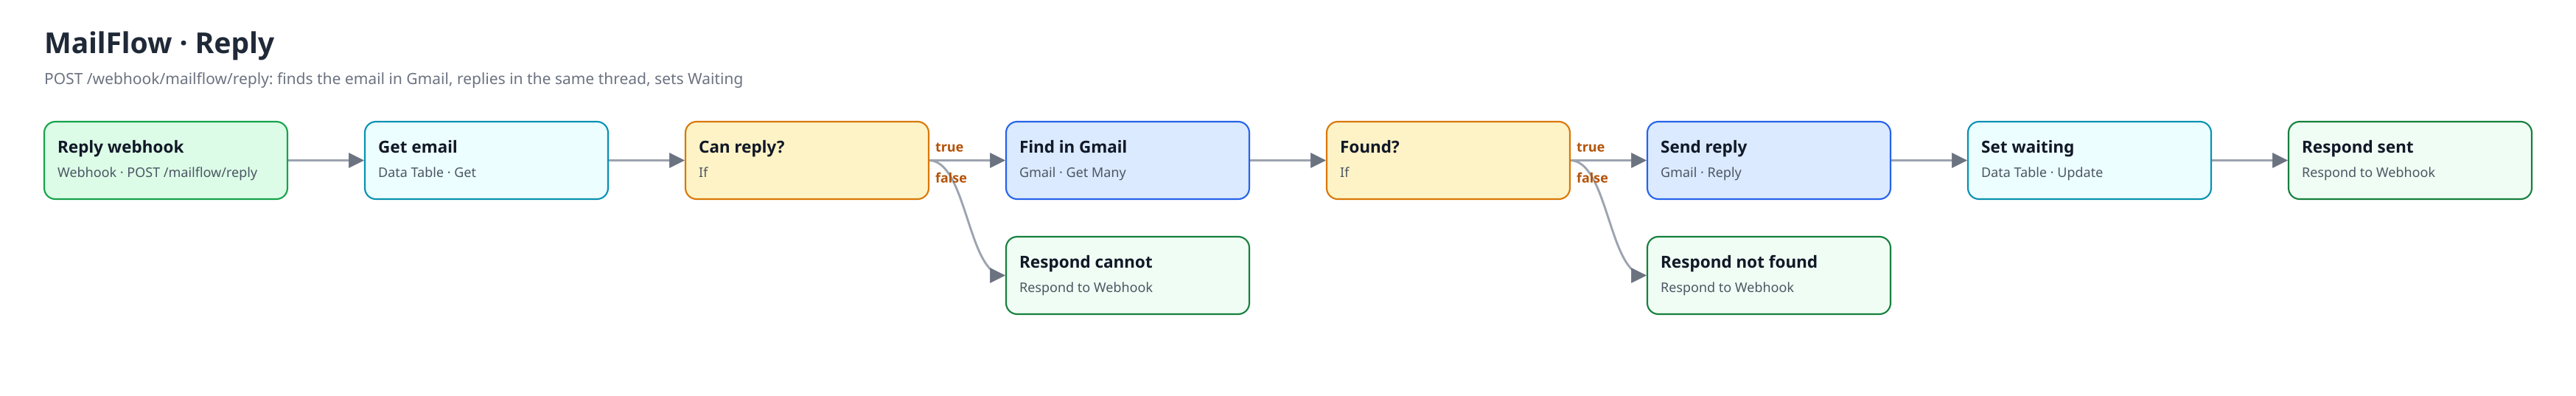 MailFlow · Reply
POST /webhook/mailflow/reply: finds the email in Gmail, replies in the same thread, sets Waiting
Reply webhook
Webhook · POST /mailflow/reply
Get email
Data Table · Get
Can reply?
If
true
false
Find in Gmail
Gmail · Get Many
Found?
If
true
false
Send reply
Gmail · Reply
Set waiting
Data Table · Update
Respond sent
Respond to Webhook
Respond cannot
Respond to Webhook
Respond not found
Respond to Webhook